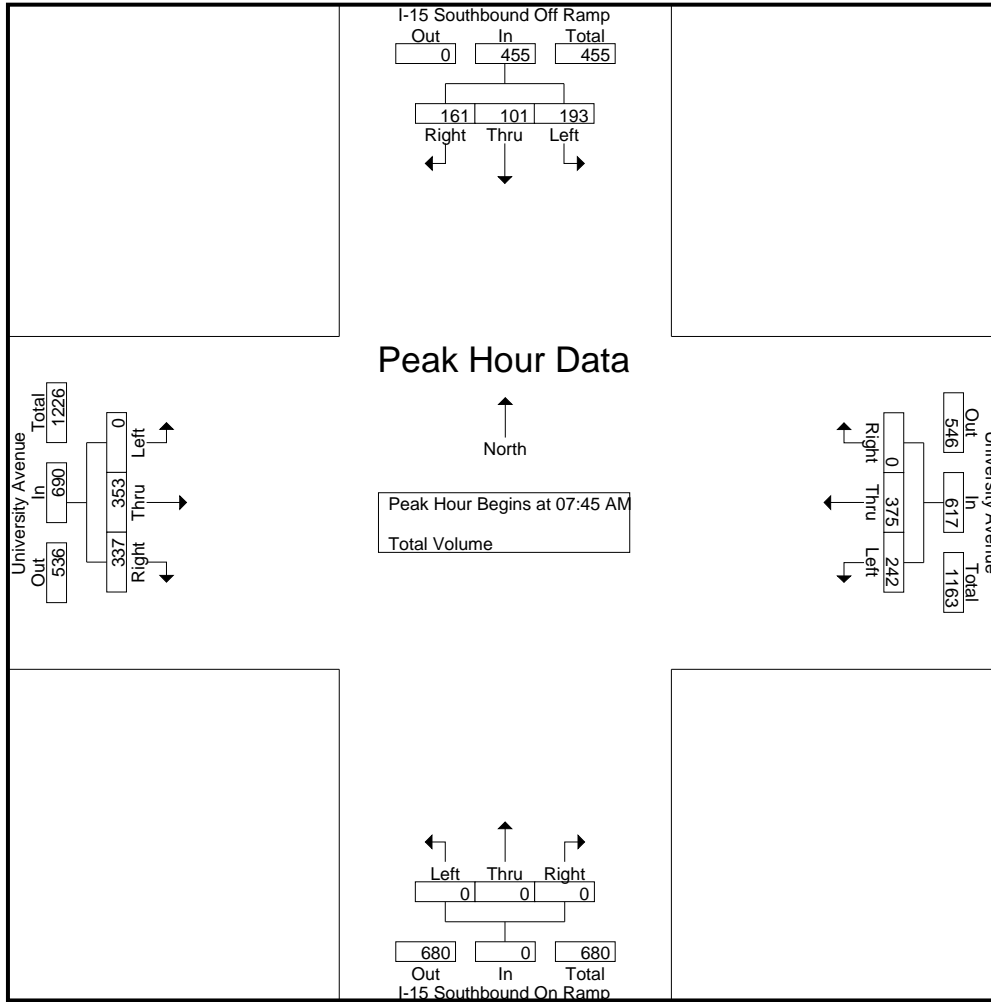 I-15 Southbound Off Ramp
Out In Total
0 455 455
161 101 193
Right Thru Left
Peak Hour Data
North
Peak Hour Begins at 07:45 AM
Total Volume
University Avenue
Total In Out
1226 690 536
0 353 337
Left Thru Right
University Avenue
Out In Total
546 617 1163
0 375 242
Right Thru Left
Left Thru Right
0 0 0
680 0 680
Out In Total
I-15 Southbound On Ramp